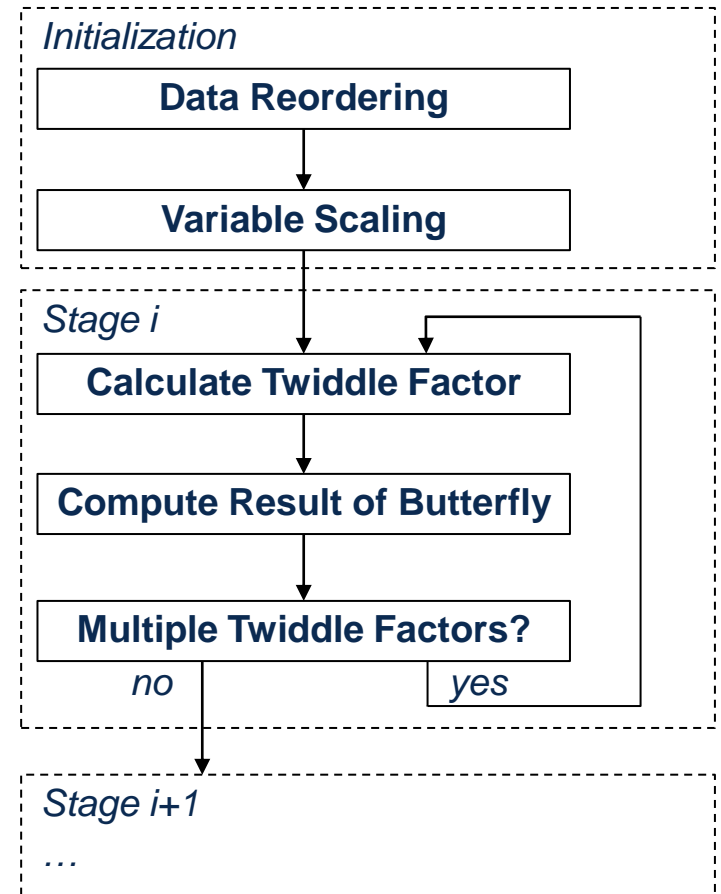 Initialization
Data Reordering
Variable Scaling
Stage i
Calculate Twiddle Factor
Compute Result of Butterfly
Multiple Twiddle Factors?
no yes
Stage i+1
…